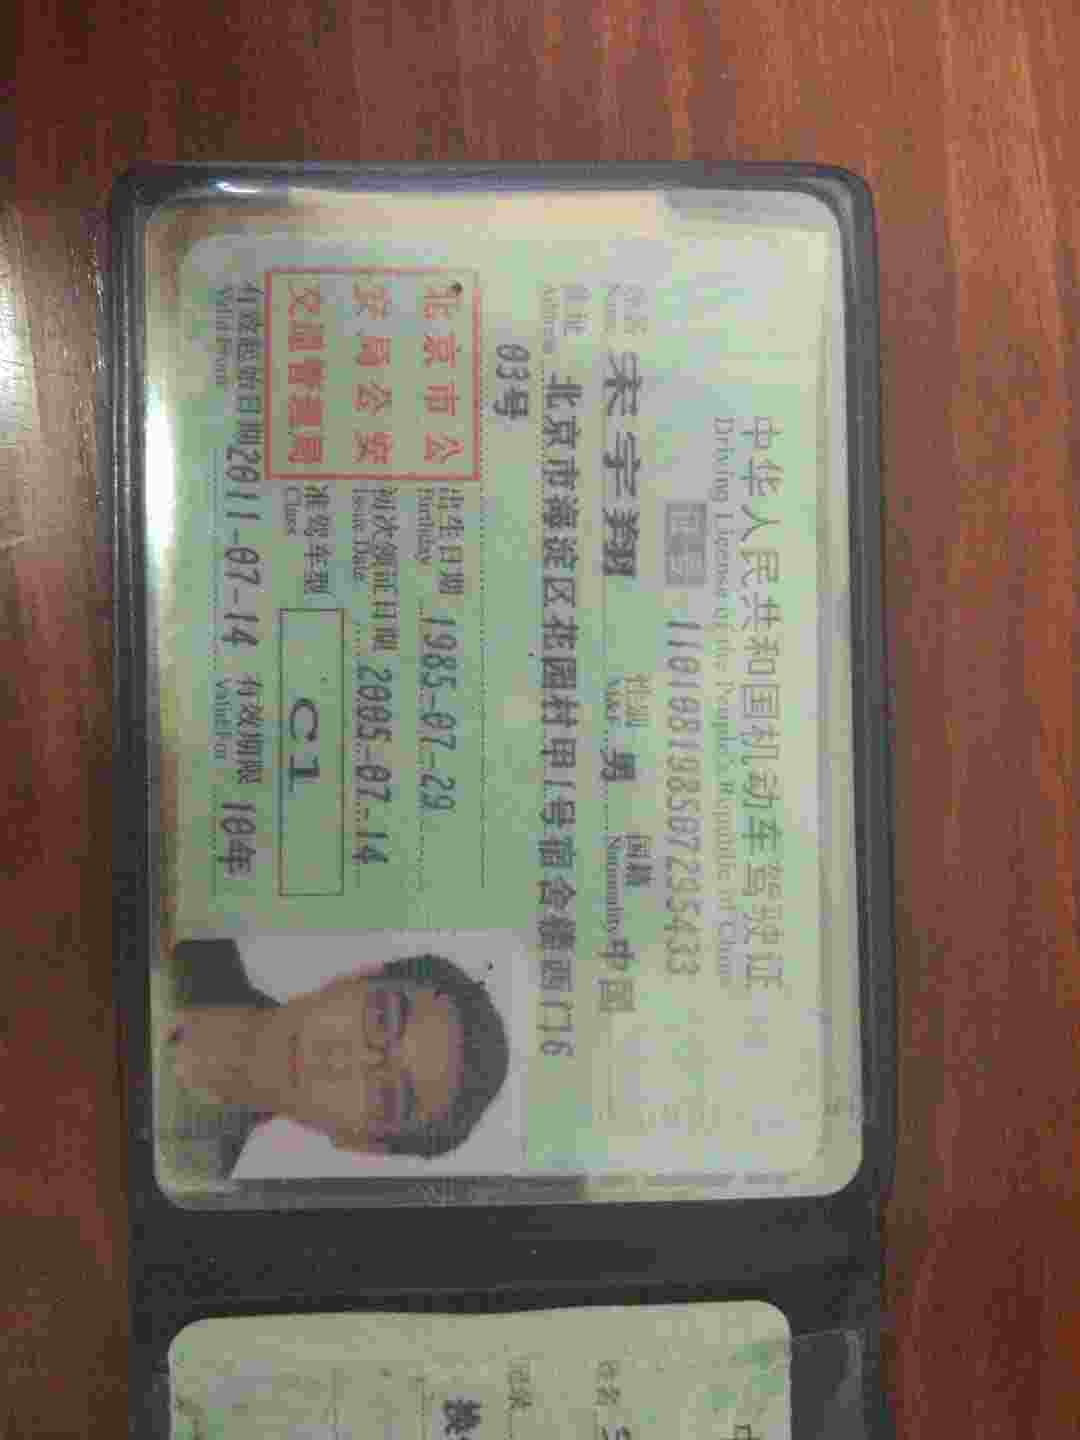 中华人民共和国机动车驾驶证
Driving License of the People's Republic of China
证号 110108198507295433
姓名 宋宇翔 性别 男 国籍 Nationality 中国
住址 Address 北京市海淀区花园村甲1号宿舍楼西门6
03号
北京市公
安局公安
交通管理局
出生日期 Birthday 1985-07-29
初次领证日期 Issue Date 2005-07-14
准驾车型 Class C1
有效起始日期 Valid From 2011-07-14 有效期限 Valid For 10年
姓名
记录
换